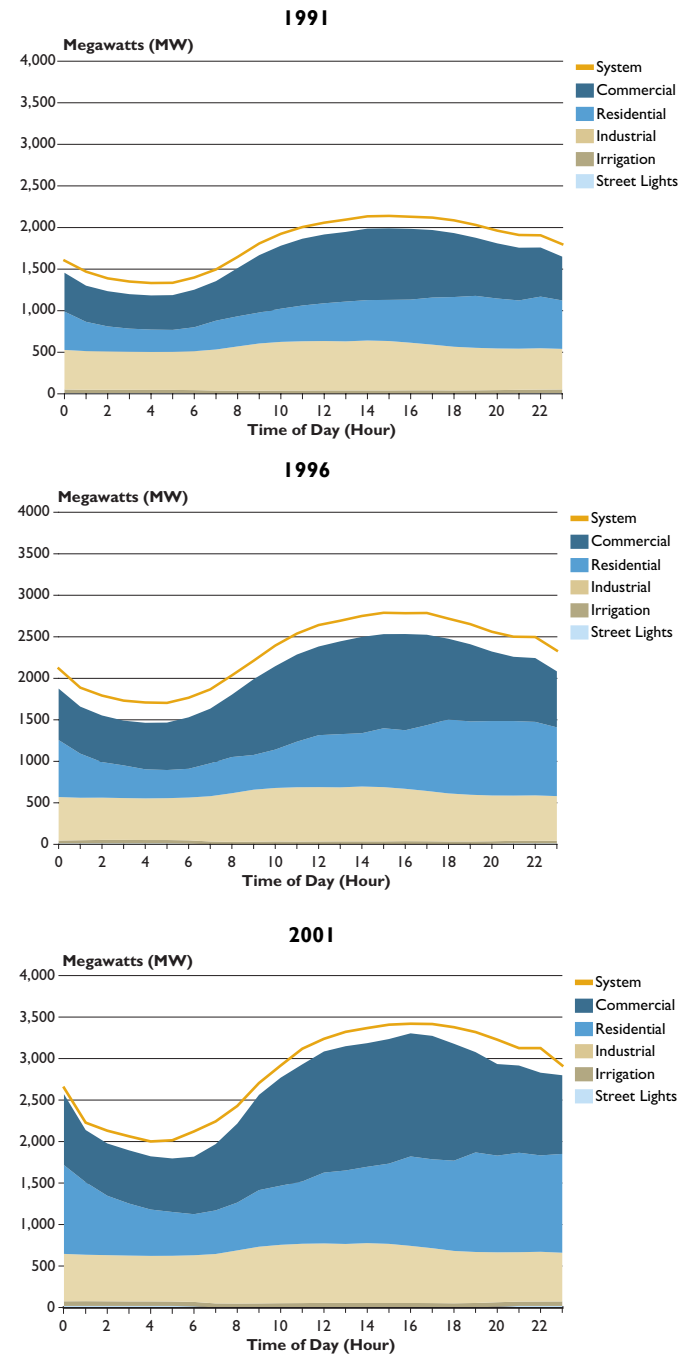 1991
Megawatts (MW)
4,000
3,500
3,000
2,500
2,000
1,500
1,000
500
0
0 2 4 6 8 10 12 14 16 18 20 22
Time of Day (Hour)
System
Commercial
Residential
Industrial
Irrigation
Street Lights
1996
Megawatts (MW)
4000
3500
3000
2500
2000
1500
1000
500
0
0 2 4 6 8 10 12 14 16 18 20 22
Time of Day (Hour)
System
Commercial
Residential
Industrial
Irrigation
Street Lights
2001
Megawatts (MW)
4,000
3,500
3,000
2,500
2,000
1,500
1,000
500
0
0 2 4 6 8 10 12 14 16 18 20 22
Time of Day (Hour)
System
Commercial
Residential
Industrial
Irrigation
Street Lights